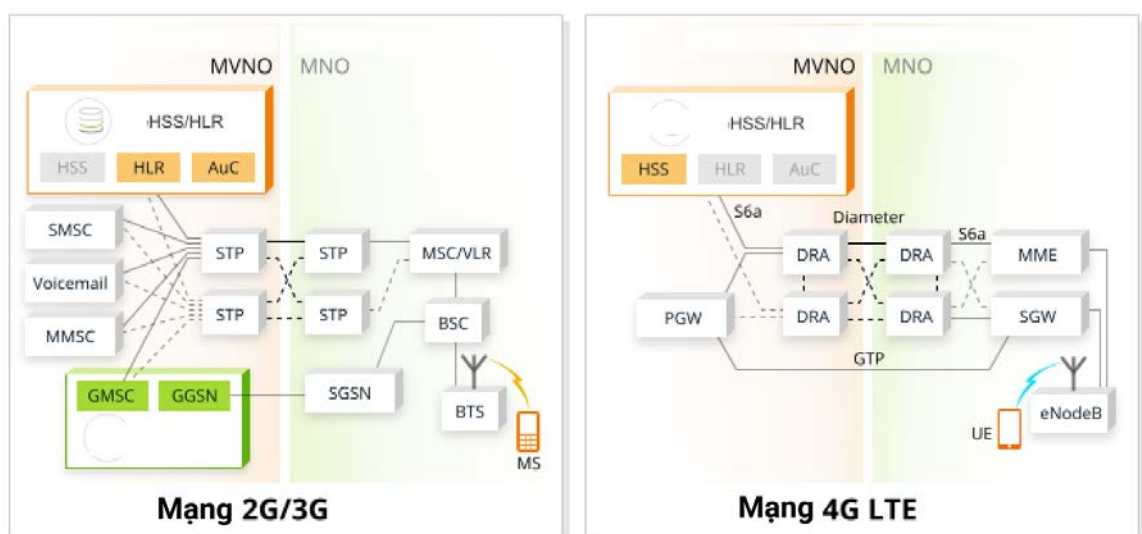 MVNO
MNO
HSS/HLR
HSS
HLR
AuC
SMSC
Voicemail
MMSC
STP
STP
STP
STP
MSC/VLR
BSC
GMSC
GGSN
SGSN
BTS
MS
Mạng 2G/3G
MVNO
MNO
HSS/HLR
HSS
HLR
AuC
S6a
Diameter
S6a
DRA
DRA
MME
PGW
DRA
DRA
SGW
GTP
UE
eNodeB
Mạng 4G LTE